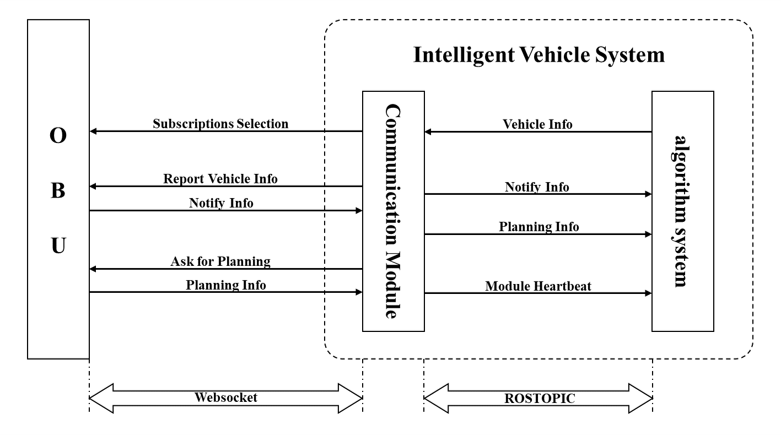 Intelligent Vehicle System
O
B
U
Subscriptions Selection
Report Vehicle Info
Notify Info
Ask for Planning
Planning Info
Communication Module
Vehicle Info
Notify Info
Planning Info
Module Heartbeat
algorithm system
Websocket
ROSTOPIC